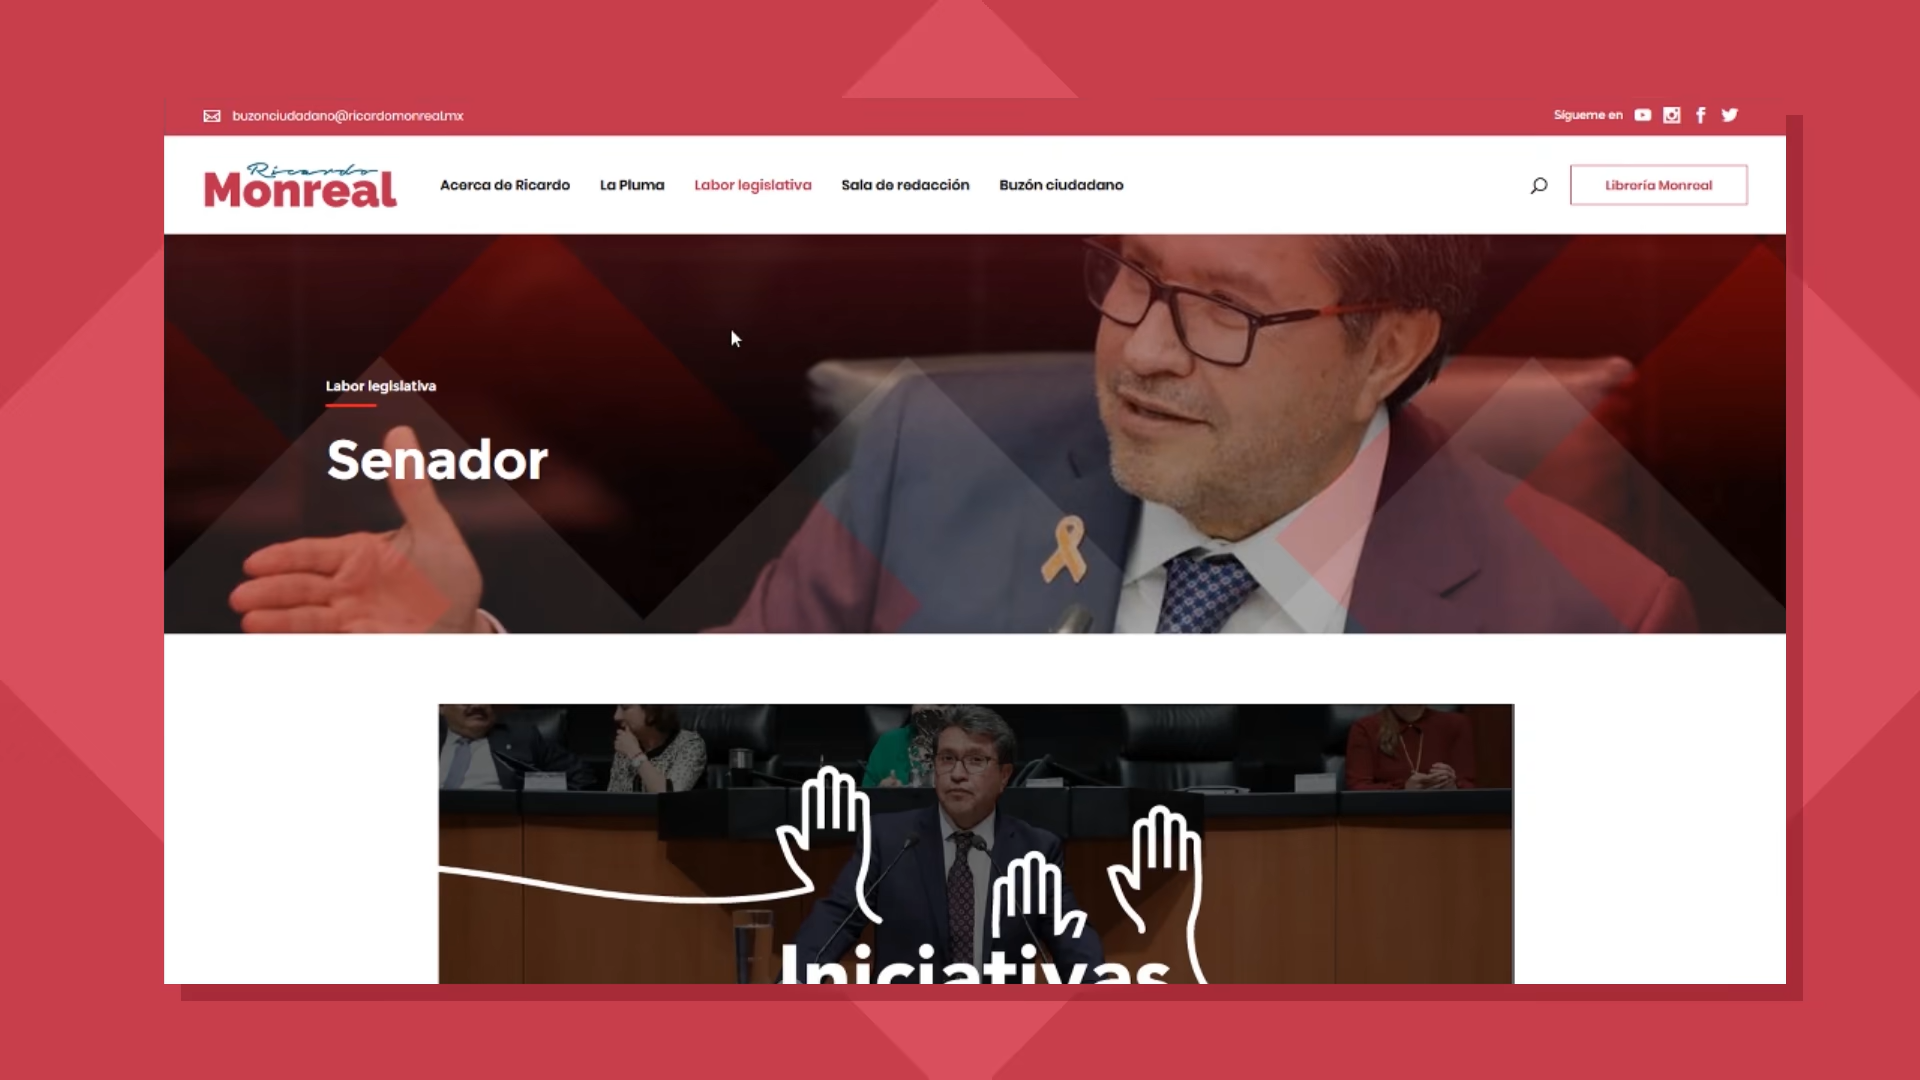 buzonciudadano@ricardomonreal.mx
Sígueme en
Ricardo
Monreal
Acerca de Ricardo
La Pluma
Labor legislativa
Sala de redacción
Buzón ciudadano
Librería Monreal
Labor legislativa
Senador
Iniciativas